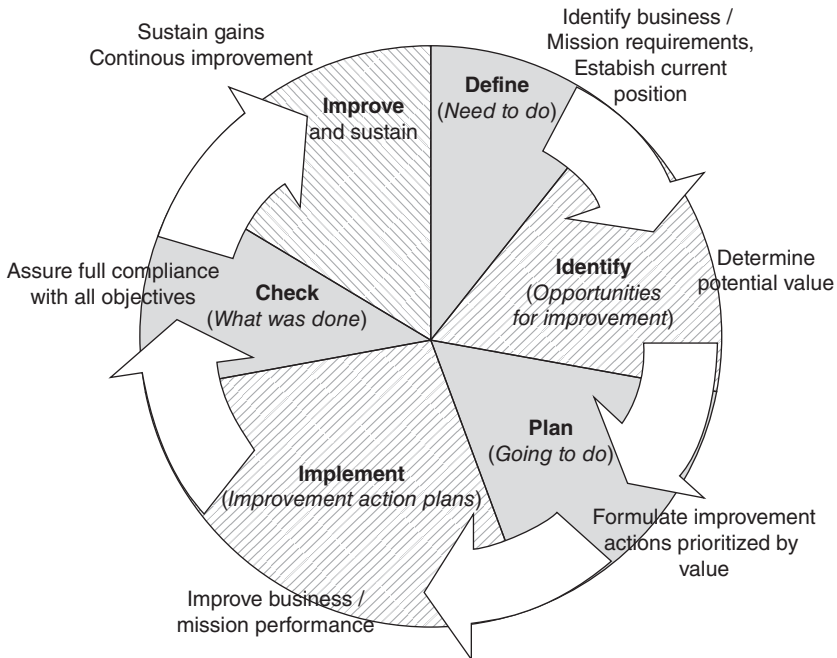 Sustain gains
Continous improvement
Identify business /
Mission requirements,
Estabish current
position
Improve
and sustain
Define
(Need to do)
Determine
potential value
Identify
(Opportunities
for improvement)
Assure full compliance
with all objectives
Check
(What was done)
Plan
(Going to do)
Implement
(Improvement action plans)
Formulate improvement
actions prioritized by
value
Improve business /
mission performance